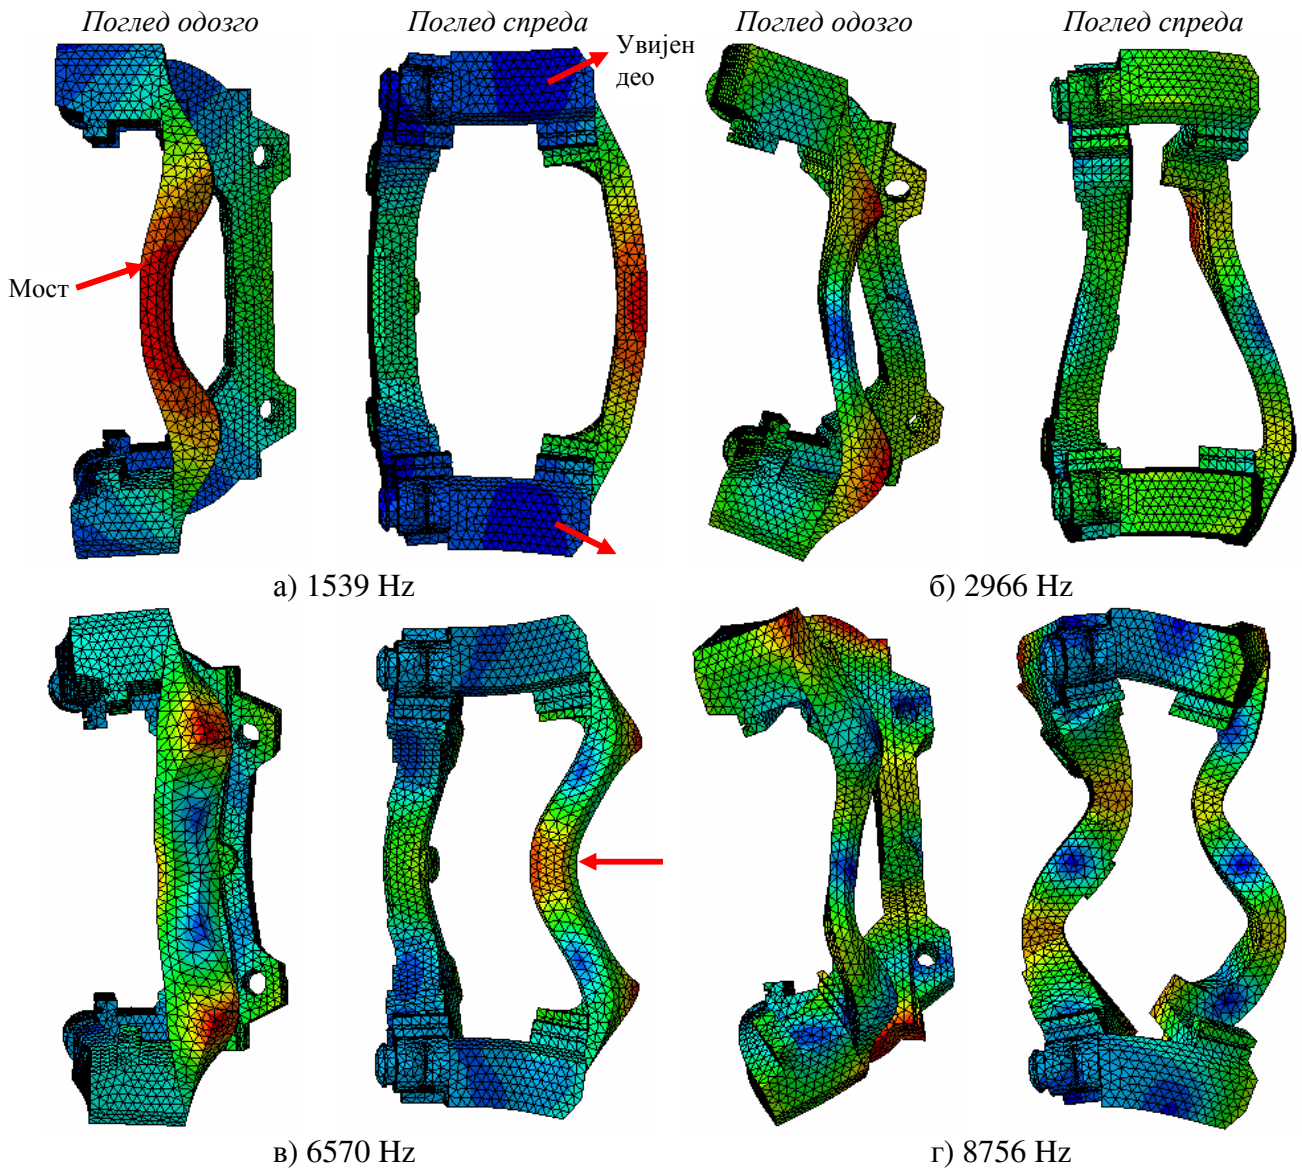 Поглед одозго
Поглед спреда
Поглед одозго
Поглед спреда
Увијен
део
Мост
а) 1539 Hz
б) 2966 Hz
в) 6570 Hz
г) 8756 Hz